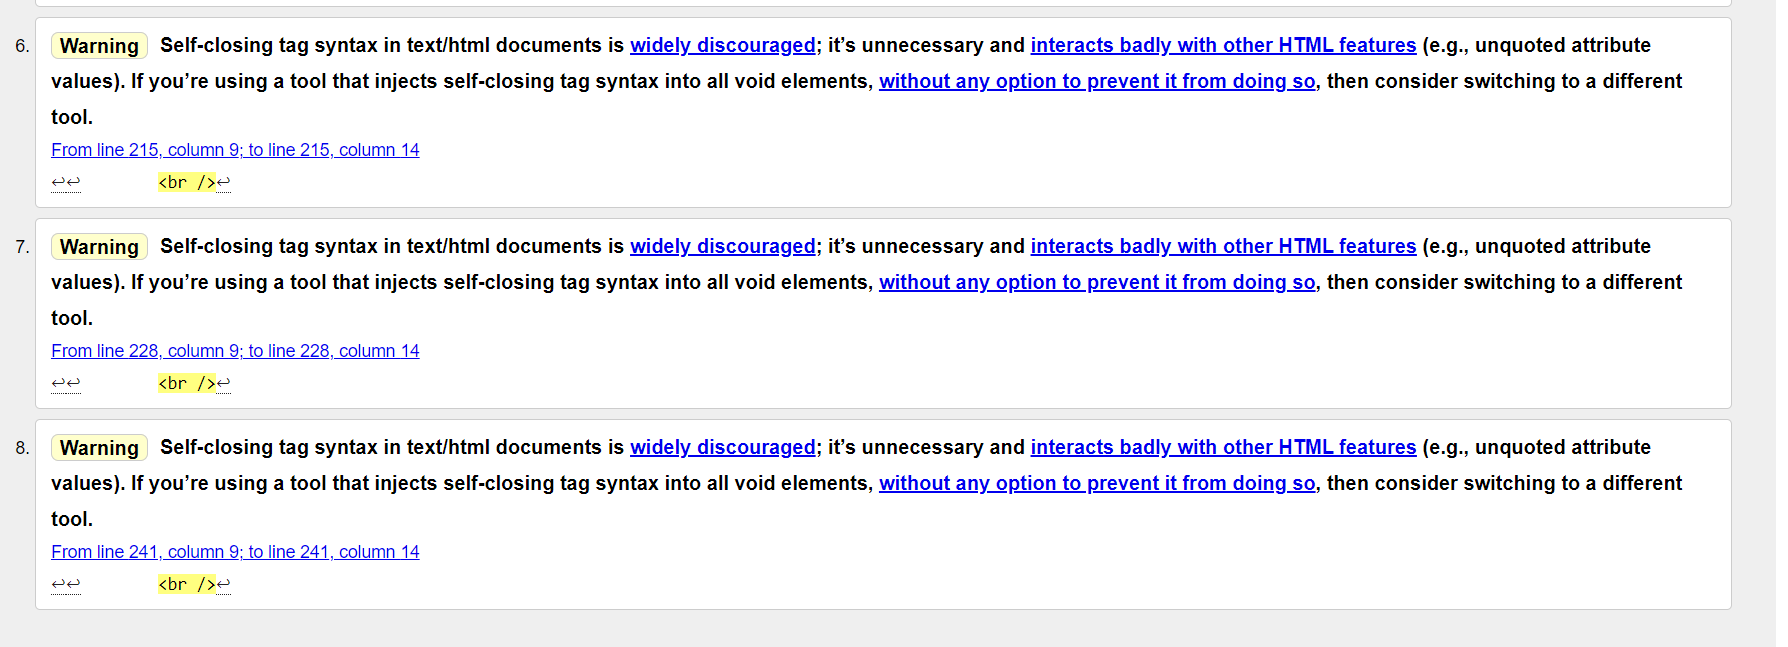 6. Warning Self-closing tag syntax in text/html documents is widely discouraged; it’s unnecessary and interacts badly with other HTML features (e.g., unquoted attribute
values). If you’re using a tool that injects self-closing tag syntax into all void elements, without any option to prevent it from doing so, then consider switching to a different
tool.
From line 215, column 9; to line 215, column 14
↩↩ <br />↩
7. Warning Self-closing tag syntax in text/html documents is widely discouraged; it’s unnecessary and interacts badly with other HTML features (e.g., unquoted attribute
values). If you’re using a tool that injects self-closing tag syntax into all void elements, without any option to prevent it from doing so, then consider switching to a different
tool.
From line 228, column 9; to line 228, column 14
↩↩ <br />↩
8. Warning Self-closing tag syntax in text/html documents is widely discouraged; it’s unnecessary and interacts badly with other HTML features (e.g., unquoted attribute
values). If you’re using a tool that injects self-closing tag syntax into all void elements, without any option to prevent it from doing so, then consider switching to a different
tool.
From line 241, column 9; to line 241, column 14
↩↩ <br />↩